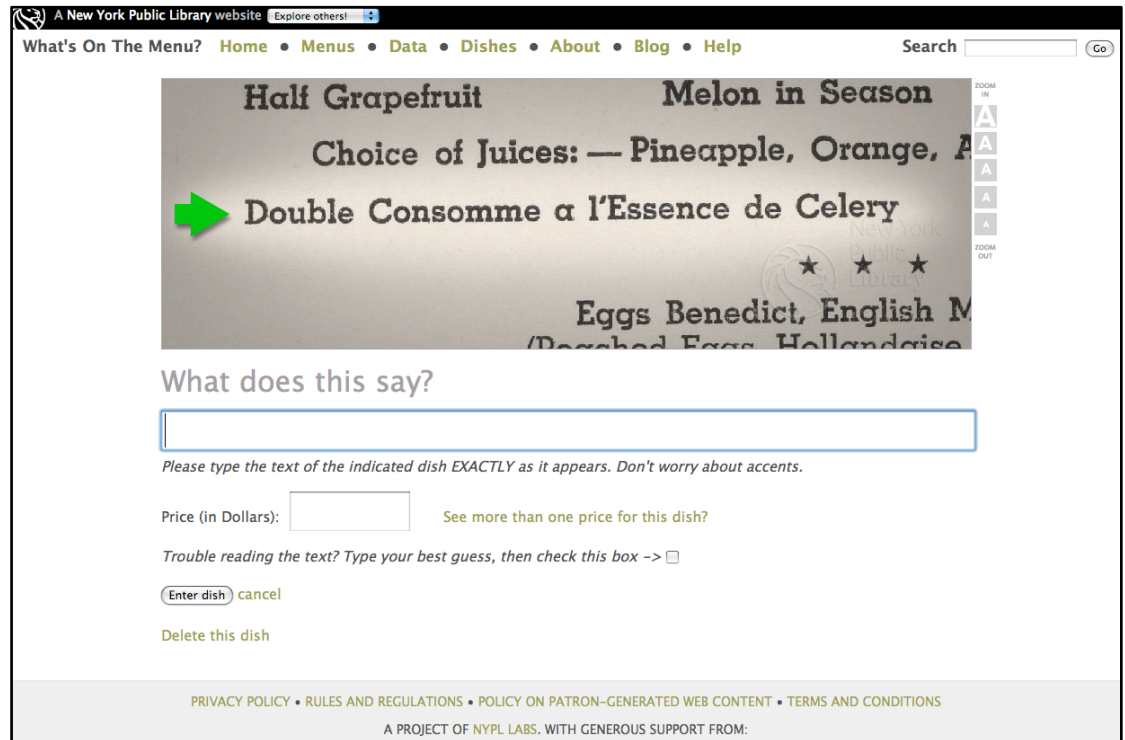 A New York Public Library website Explore others!
What's On The Menu? Home • Menus • Data • Dishes • About • Blog • Help Search Go
Half Grapefruit Melon in Season
Choice of Juices: — Pineapple, Orange, A
Double Consomme a l'Essence de Celery
New York
Public
Library
★ ★ ★
Eggs Benedict, English M
(Poached Eggs, Hollandaise
ZOOM
IN
A
A
A
A
A
ZOOM
OUT
What does this say?
Please type the text of the indicated dish EXACTLY as it appears. Don't worry about accents.
Price (in Dollars): See more than one price for this dish?
Trouble reading the text? Type your best guess, then check this box ->
Enter dish cancel
Delete this dish
PRIVACY POLICY • RULES AND REGULATIONS • POLICY ON PATRON-GENERATED WEB CONTENT • TERMS AND CONDITIONS
A PROJECT OF NYPL LABS. WITH GENEROUS SUPPORT FROM: